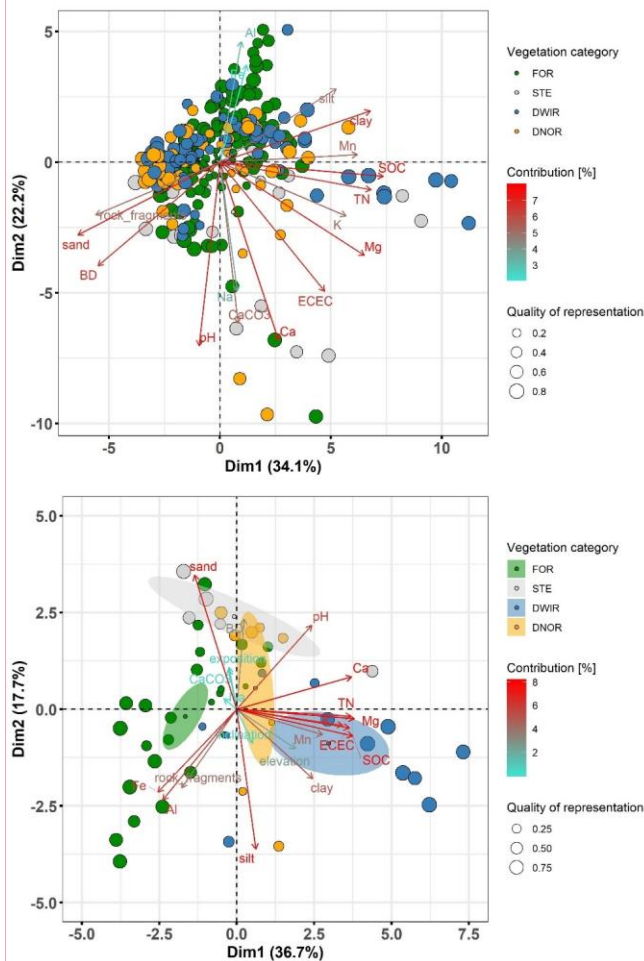 5
0
-5
-10
Dim2 (22.2%)
Al
silt
clay
Mn
SOC
TN
rock_fragments
K
sand
Mg
BD
ECEC
Na
CaCO3
pH
Ca
-5
0
5
10
Dim1 (34.1%)
Vegetation category
FOR
STE
DWIR
DNOR
Contribution [%]
7
6
5
4
3
Quality of representation
0.2
0.4
0.6
0.8
5.0
2.5
0.0
-2.5
-5.0
Dim2 (17.7%)
sand
pH
BD
exposition
Ca
CaCO3
TN
Mg
Mn
ECEC
SOC
elevation
rock_fragments
clay
Te
Al
silt
-5.0
-2.5
0.0
2.5
5.0
7.5
Dim1 (36.7%)
Vegetation category
FOR
STE
DWIR
DNOR
Contribution [%]
8
6
4
2
Quality of representation
0.25
0.50
0.75